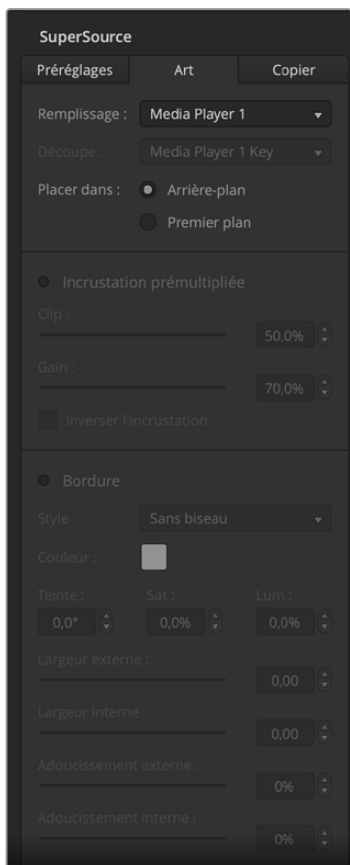 SuperSource
Préréglages Art Copier
Remplissage : Media Player 1
Découpe : Media Player 1 Key
Placer dans : Arrière-plan
Premier plan
Incrustation prémultipliée
Clip :
50,0%
Gain :
70,0%
Inverser l'incrustation
Bordure
Style : Sans biseau
Couleur :
Teinte : Sat : Lum :
0,0° 0,0% 0,0%
Largeur externe :
0,00
Largeur interne :
0,00
Adoucissement externe :
0%
Adoucissement interne :
0%